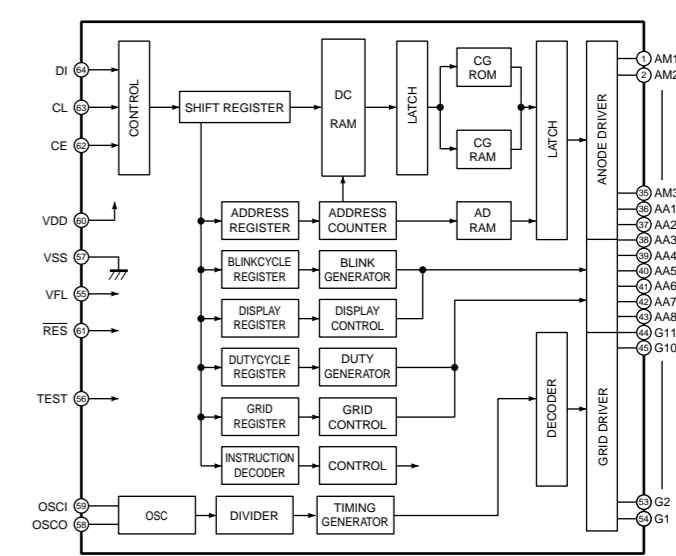 DI 64
CL 63
CE 62
VDD 60
VSS 57
VFL 55
RES 61
TEST 56
OSCI 59
OSCO 58
CONTROL
SHIFT REGISTER
DC
RAM
LATCH
CG
ROM
CG
RAM
LATCH
ANODE DRIVER
ADDRESS
REGISTER
ADDRESS
COUNTER
AD
RAM
BLINKCYCLE
REGISTER
BLINK
GENERATOR
DISPLAY
REGISTER
DISPLAY
CONTROL
DUTYCYCLE
REGISTER
DUTY
GENERATOR
GRID
REGISTER
GRID
CONTROL
INSTRUCTION
DECODER
CONTROL
OSC
DIVIDER
TIMING
GENERATOR
DECODER
GRID DRIVER
1 AM1
2 AM2
35 AM3
36 AA1
37 AA2
38 AA3
39 AA4
40 AA5
41 AA6
42 AA7
43 AA8
44 G11
45 G10
53 G2
54 G1